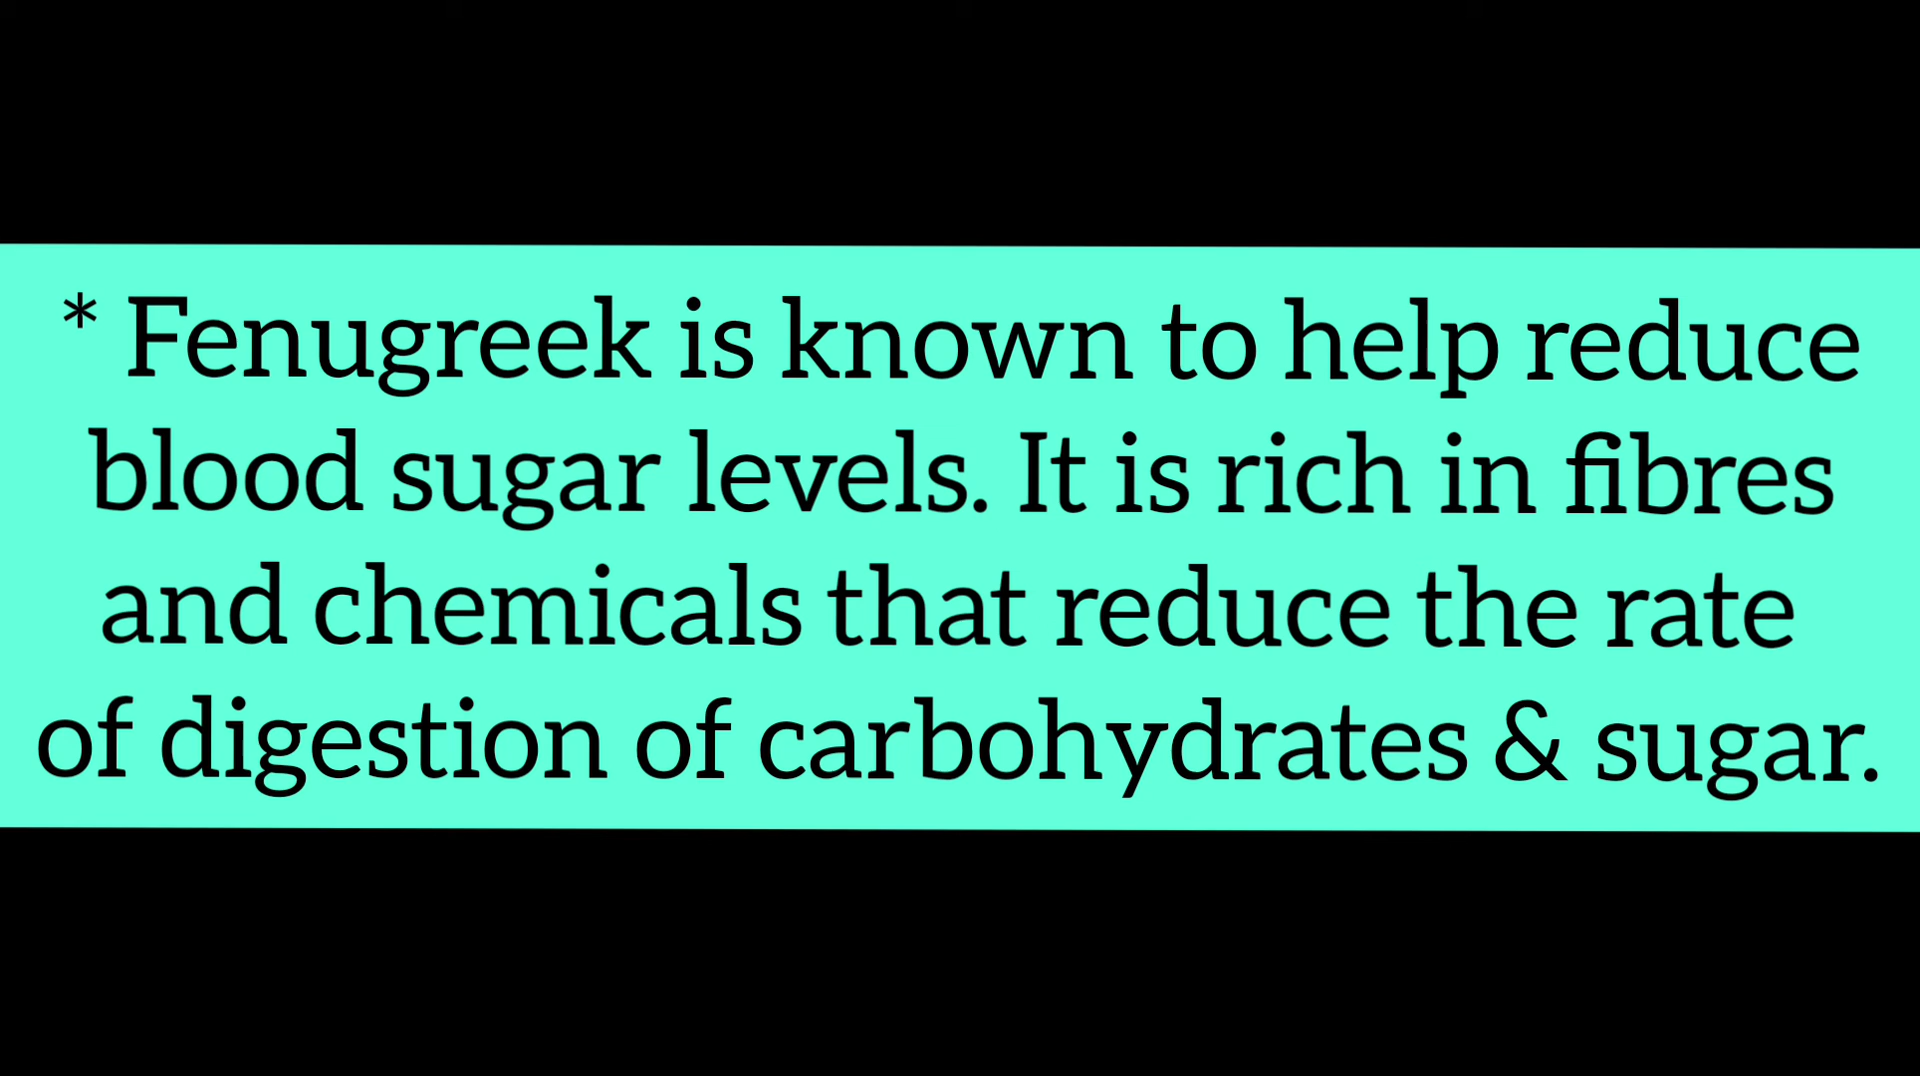 * Fenugreek is known to help reduce
blood sugar levels. It is rich in fibres
and chemicals that reduce the rate
of digestion of carbohydrates & sugar.